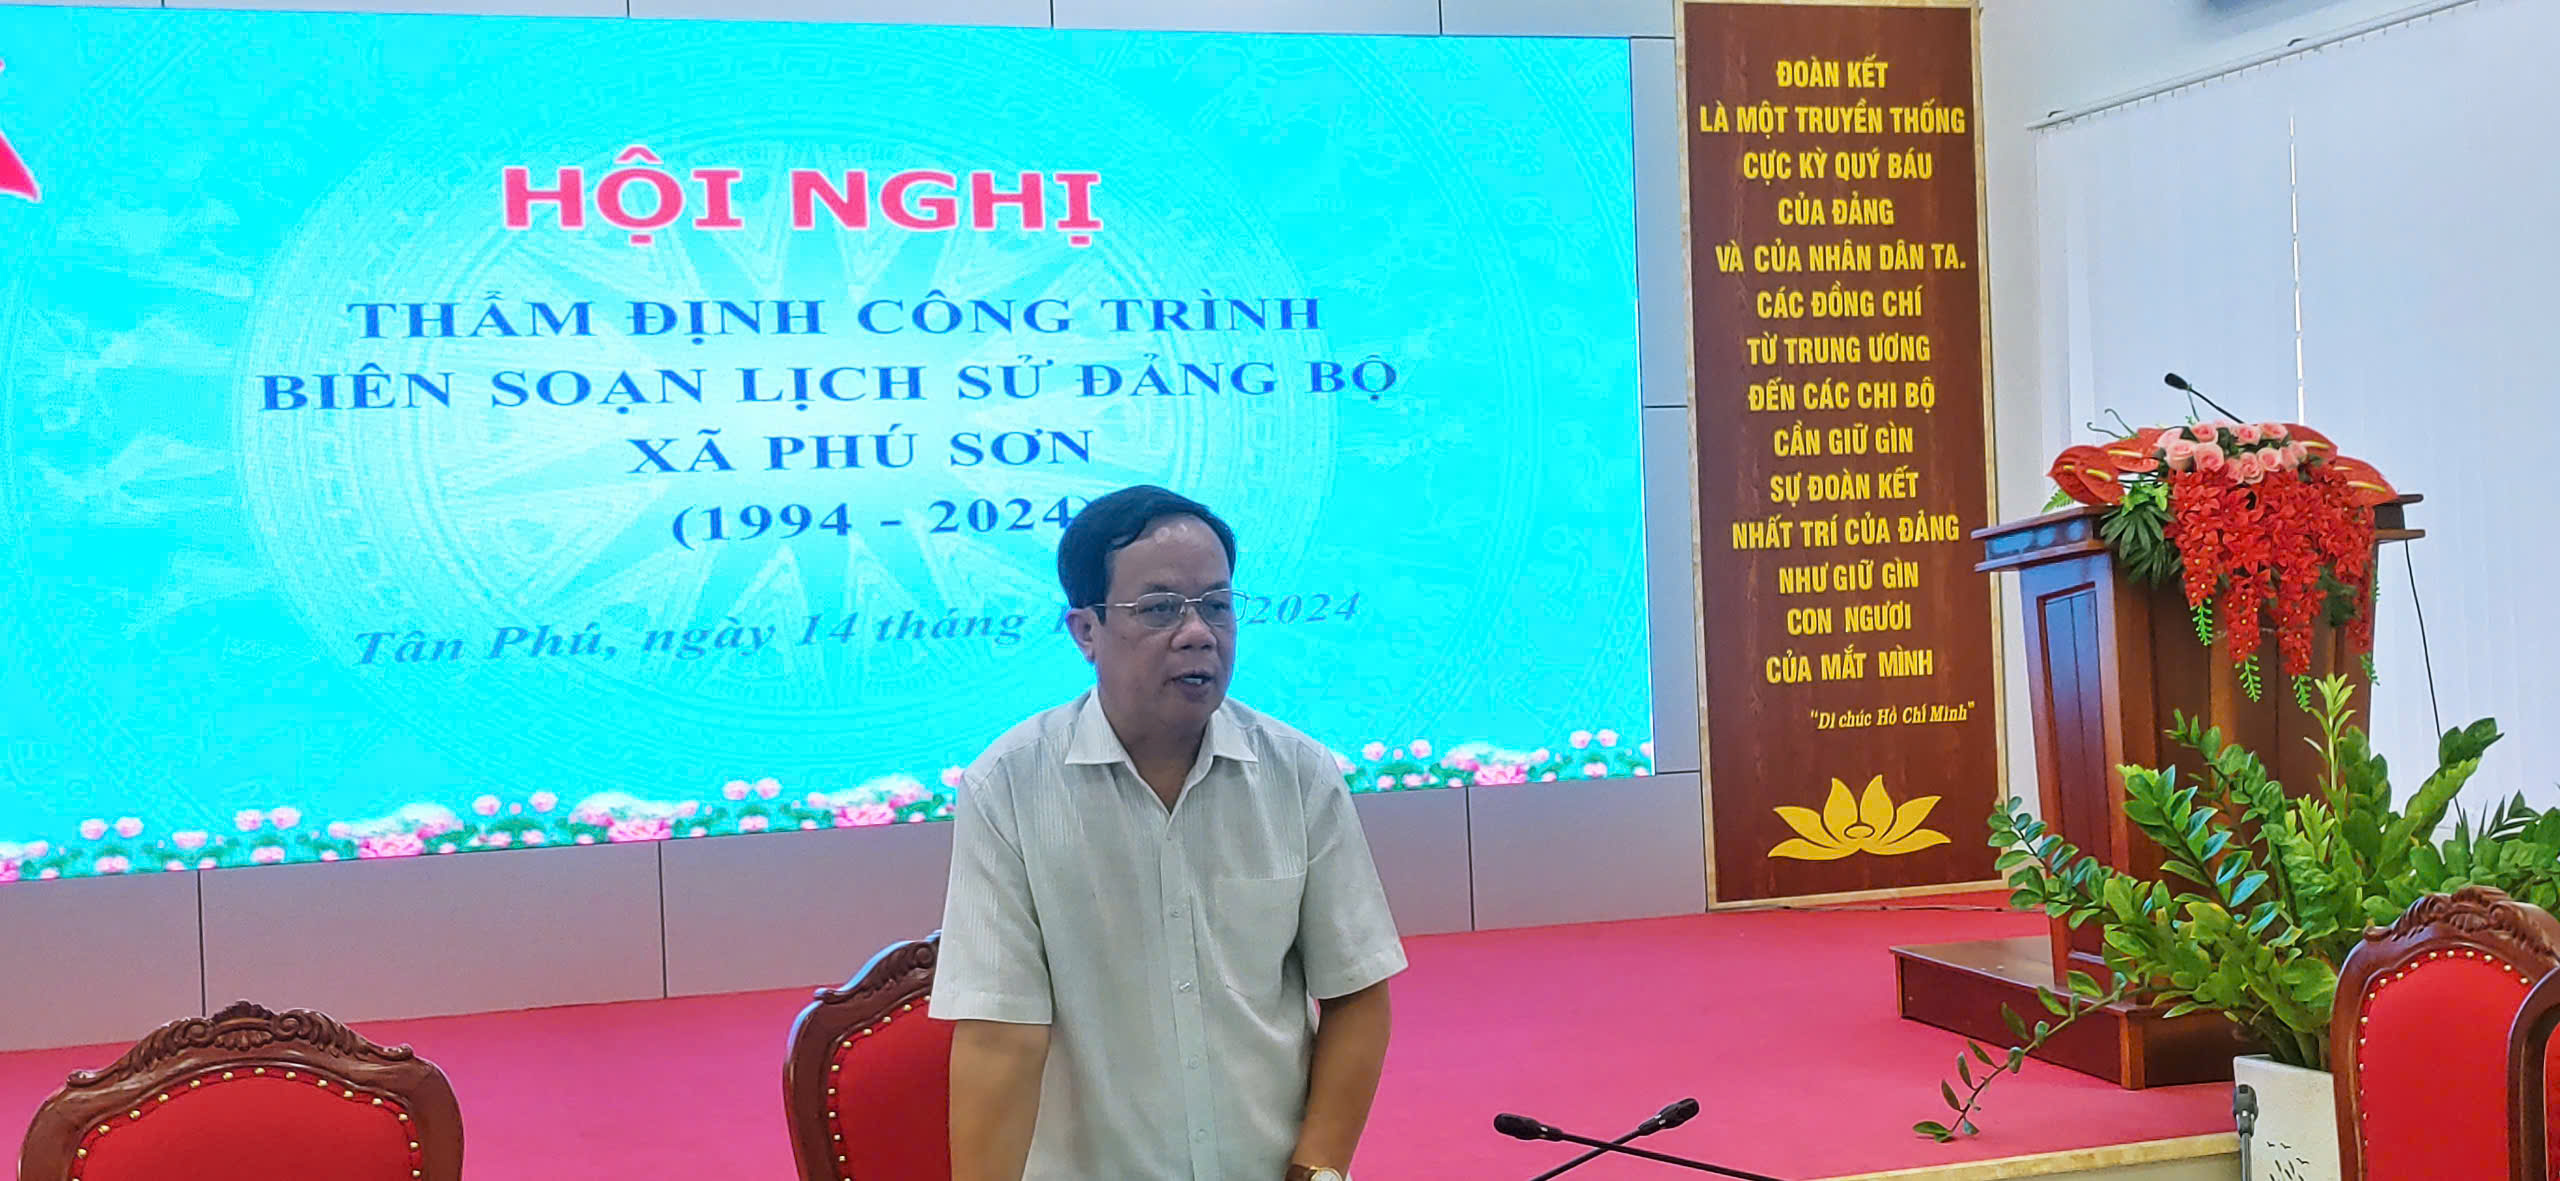 HỘI NGHỊ
THẨM ĐỊNH CÔNG TRÌNH
BIÊN SOẠN LỊCH SỬ ĐẢNG BỘ
XÃ PHÚ SƠN
(1994 - 2024)
Tân Phú, ngày 14 tháng 2024
ĐOÀN KẾT
LÀ MỘT TRUYỀN THỐNG
CỰC KỲ QUÝ BÁU
CỦA ĐẢNG
VÀ CỦA NHÂN DÂN TA.
CÁC ĐỒNG CHÍ
TỪ TRUNG ƯƠNG
ĐẾN CÁC CHI BỘ
CẦN GIỮ GÌN
SỰ ĐOÀN KẾT
NHẤT TRÍ CỦA ĐẢNG
NHƯ GIỮ GÌN
CON NGƯƠI
CỦA MẮT MÌNH
"Di chúc Hồ Chí Minh"